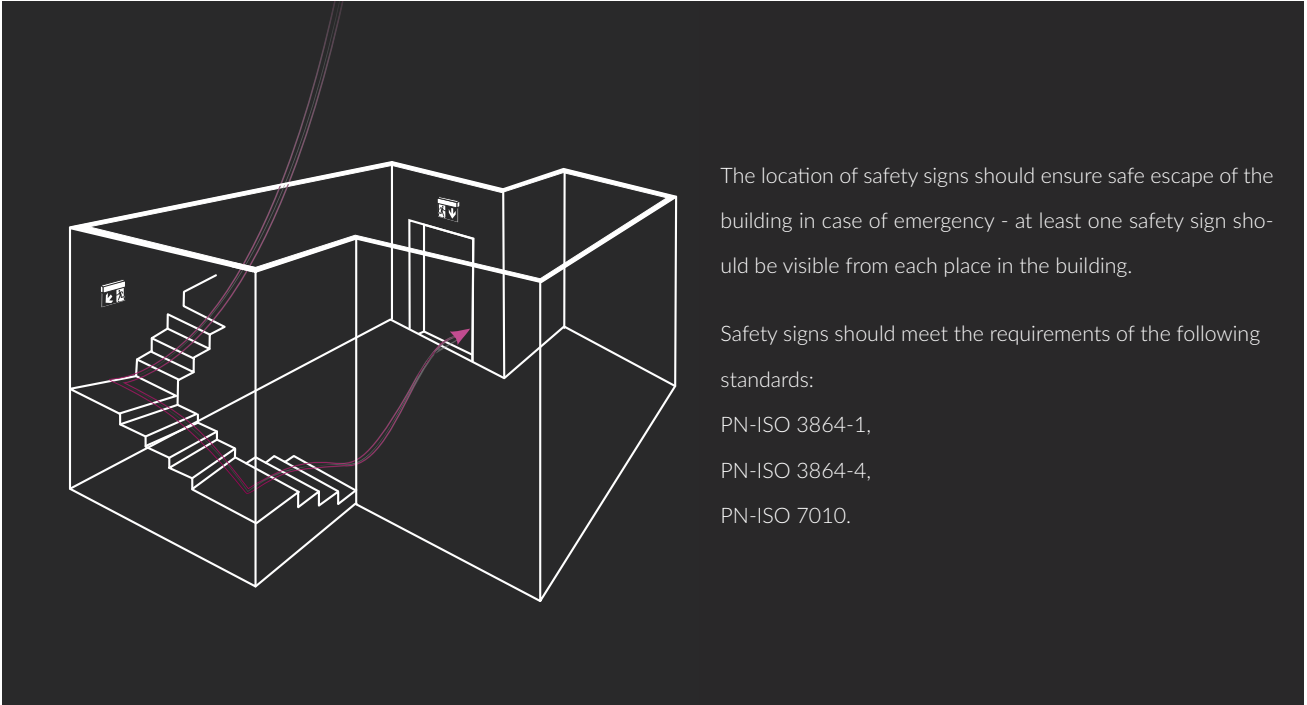 The location of safety signs should ensure safe escape of the
building in case of emergency - at least one safety sign sho-
uld be visible from each place in the building.
Safety signs should meet the requirements of the following
standards:
PN-ISO 3864-1,
PN-ISO 3864-4,
PN-ISO 7010.